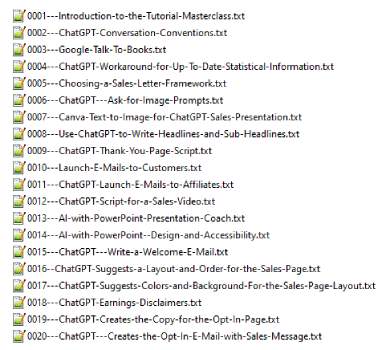 0001---Introduction-to-the-Tutorial-Masterclass.txt
0002---ChatGPT-Conversation-Conventions.txt
0003---Google-Talk-To-Books.txt
0004---ChatGPT-Workaround-for-Up-To-Date-Statistical-Information.txt
0005---Choosing-a-Sales-Letter-Framework.txt
0006---ChatGPT---Ask-for-Image-Prompts.txt
0007---Canva-Text-to-Image-for-ChatGPT-Sales-Presentation.txt
0008---Use-ChatGPT-to-Write-Headlines-and-Sub-Headlines.txt
0009---ChatGPT-Thank-You-Page-Script.txt
0010---Launch-E-Mails-to-Customers.txt
0011---ChatGPT-Launch-E-Mails-to-Affiliates.txt
0012---ChatGPT-Script-for-a-Sales-Video.txt
0013---AI-with-PowerPoint-Presentation-Coach.txt
0014---AI-with-PowerPoint--Design-and-Accessibility.txt
0015---ChatGPT---Write-a-Welcome-E-Mail.txt
0016--ChatGPT-Suggests-a-Layout-and-Order-for-the-Sales-Page.txt
0017---ChatGPT-Suggests-Colors-and-Background-For-the-Sales-Page-Layout.txt
0018---ChatGPT-Earnings-Disclaimers.txt
0019---ChatGPT-Creates-the-Copy-for-the-Opt-In-Page.txt
0020---ChatGPT---Creates-the-Opt-In-E-Mail-with-Sales-Message.txt